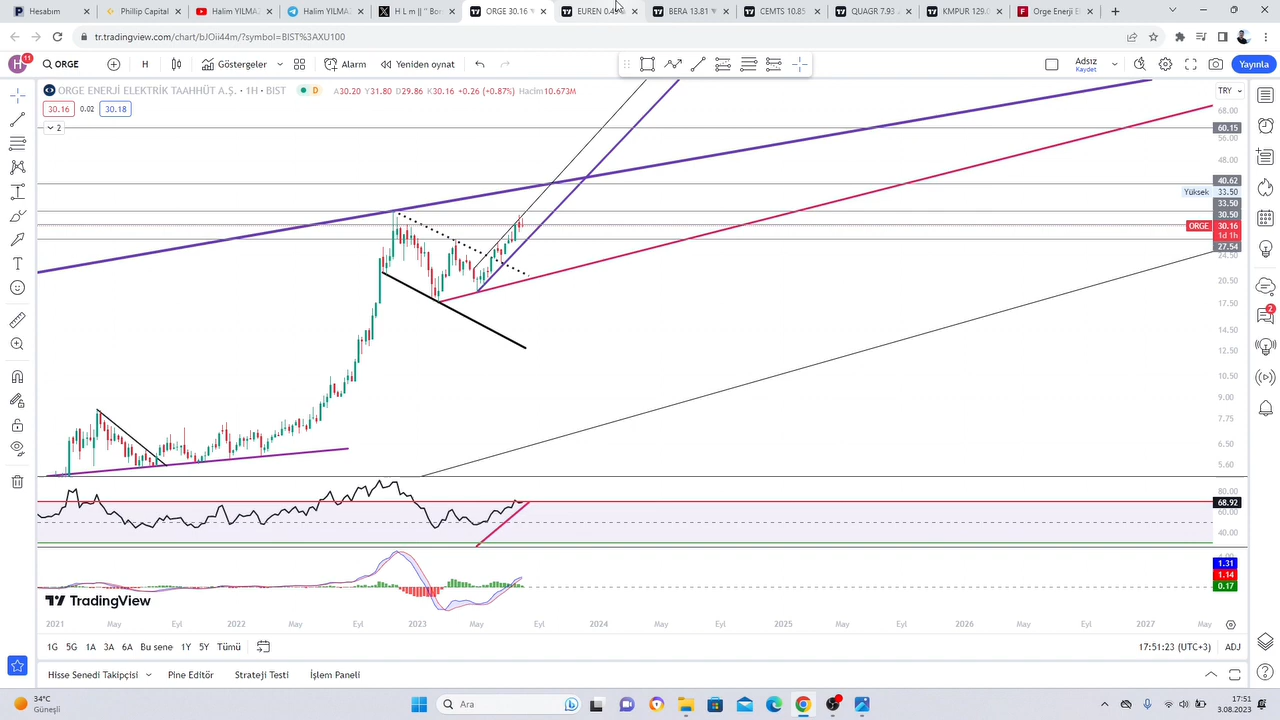 Hesabım
Phillip Capital
Halim YILMAZ
Halim YILMAZ
H L m || " Bor
ORGE 30.16 ▼
EUREN 0.4
BERA 13.81 ▼
CEMTS 10.85
QUAGR 7.93
KMPUR 129.0
Orge Enerji El
tr.tradingview.com/chart/bJOii44m/?symbol=BIST%3AXU100
H
11
ORGE
H
Göstergeler
Alarm
Yeniden oynat
Adsız
Kaydet
Yayınla
ORGE ENERJİ ELEKTRİK TAAHHÜT A.Ş. · 1H · BIST
D
A30.20 Y31.80 D29.86 K30.16 +0.26 (+0.87%) Hacim10.673M
TRY
30.16
0.02
30.18
2
68.00
60.15
56.00
48.00
40.62
Yüksek 33.50
33.50
30.50
ORGE 30.16
1d 1h
27.54
24.50
20.50
17.50
14.50
12.50
10.50
9.00
7.75
6.50
5.60
80.00
68.92
60.00
40.00
1.31
1.14
0.17
TradingView
2021
May
Eyl
2022
May
Eyl
2023
May
Eyl
2024
May
Eyl
2025
May
Eyl
2026
May
Eyl
2027
May
1G
5G
1A
3A
6A
Bu sene
1Y
5Y
Tümü
17:51:23 (UTC+3)
ADJ
Hisse Senedi Takipçisi
Pine Editör
Strateji Testi
İşlem Paneli
2
34°C
Güneşli
Ara
17:51
3.08.2023